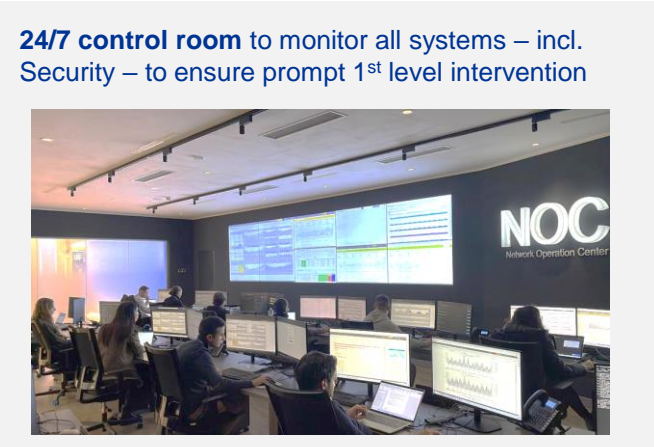 24/7 control room to monitor all systems – incl.
Security – to ensure prompt 1st level intervention
NOC
Network Operation Center